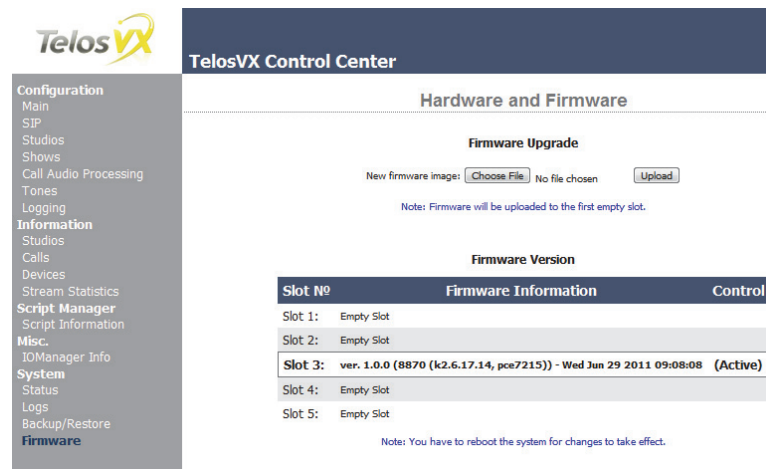 Telos VX
TelosVX Control Center
Configuration
Main
SIP
Studios
Shows
Call Audio Processing
Tones
Logging
Information
Studios
Calls
Devices
Stream Statistics
Script Manager
Script Information
Misc.
IOManager Info
System
Status
Logs
Backup/Restore
Firmware
Hardware and Firmware
Firmware Upgrade
New firmware image: Choose File No file chosen Upload
Note: Firmware will be uploaded to the first empty slot.
Firmware Version
Slot Nº Firmware Information Control
Slot 1: Empty Slot
Slot 2: Empty Slot
Slot 3: ver. 1.0.0 (8870 (k2.6.17.14, pce7215)) - Wed Jun 29 2011 09:08:08 (Active)
Slot 4: Empty Slot
Slot 5: Empty Slot
Note: You have to reboot the system for changes to take effect.